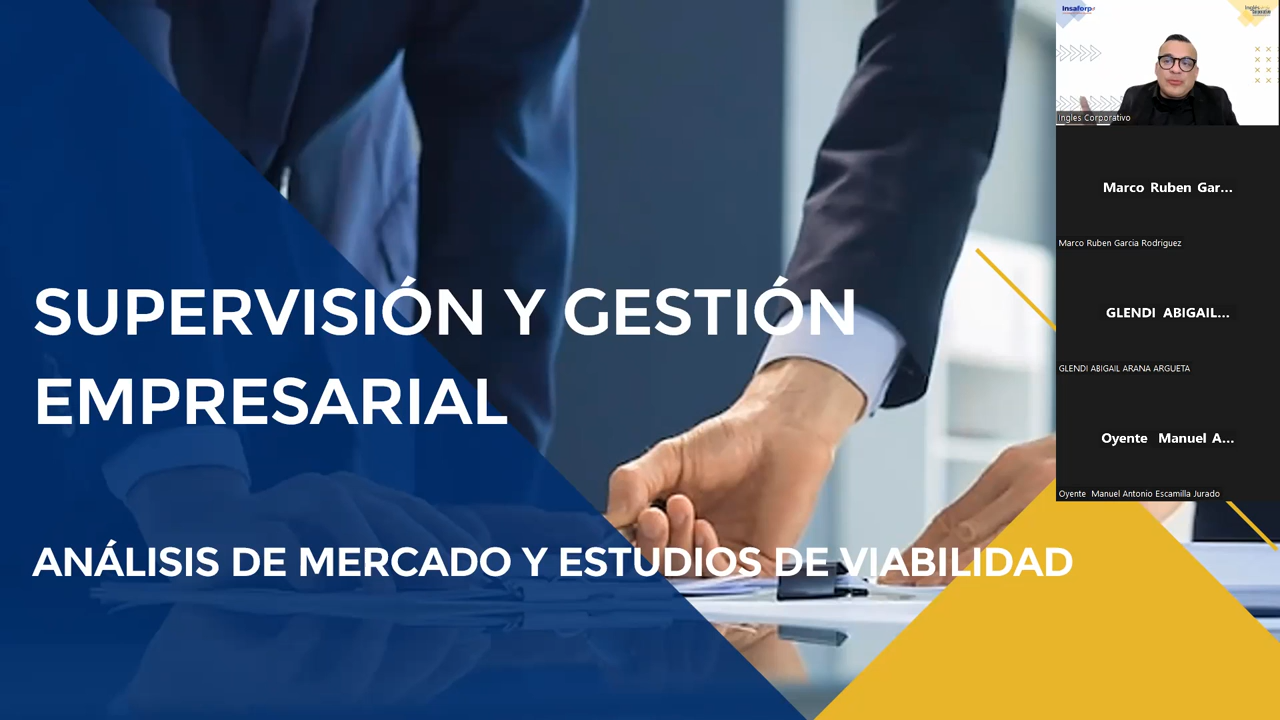 SUPERVISIÓN Y GESTIÓN
EMPRESARIAL
ANÁLISIS DE MERCADO Y ESTUDIOS DE VIABILIDAD
Insaforp
Ingles Corporativo
Marco Ruben Gar...
Marco Ruben Garcia Rodriguez
GLENDI ABIGAIL...
GLENDI ABIGAIL ARANA ARGUETA
Oyente Manuel A...
Oyente Manuel Antonio Escamilla Jurado